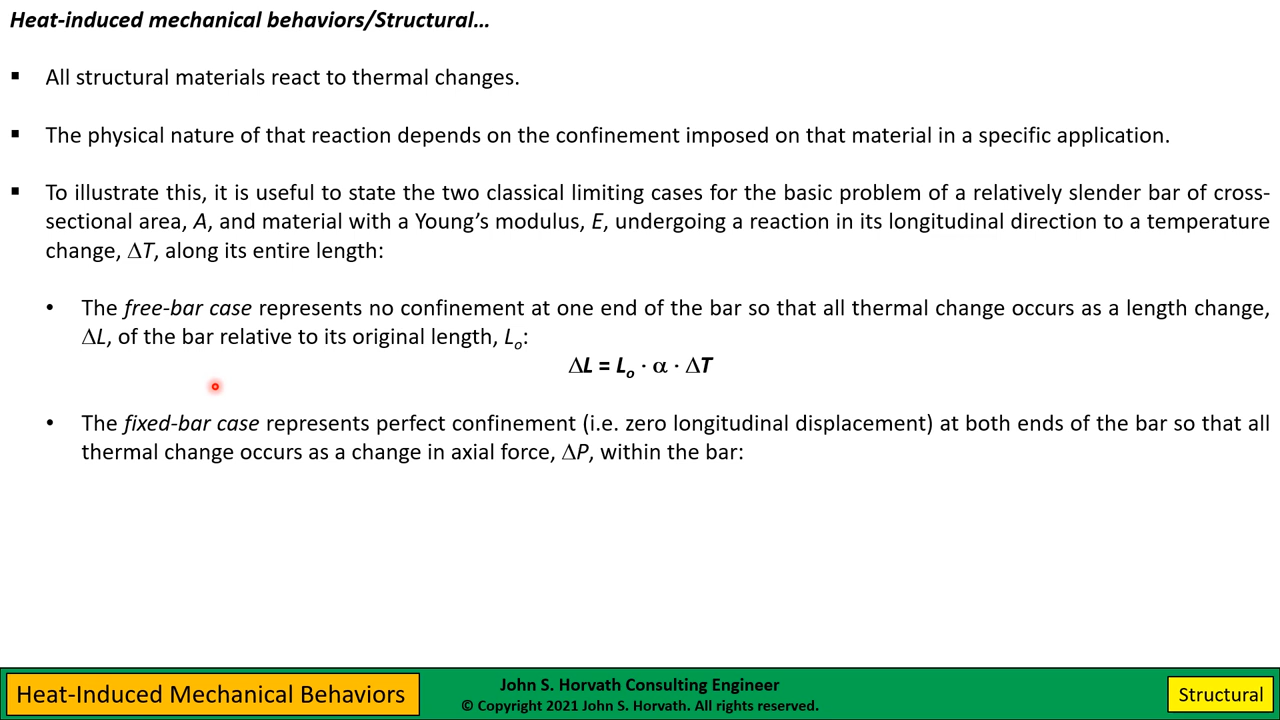 Heat-induced mechanical behaviors/Structural…
▪ All structural materials react to thermal changes.
▪ The physical nature of that reaction depends on the confinement imposed on that material in a specific application.
▪ To illustrate this, it is useful to state the two classical limiting cases for the basic problem of a relatively slender bar of cross-
sectional area, A, and material with a Young’s modulus, E, undergoing a reaction in its longitudinal direction to a temperature
change, ΔT, along its entire length:
• The free-bar case represents no confinement at one end of the bar so that all thermal change occurs as a length change,
ΔL, of the bar relative to its original length, Lo:
ΔL = Lo · α · ΔT
• The fixed-bar case represents perfect confinement (i.e. zero longitudinal displacement) at both ends of the bar so that all
thermal change occurs as a change in axial force, ΔP, within the bar:
Heat-Induced Mechanical Behaviors
John S. Horvath Consulting Engineer
© Copyright 2021 John S. Horvath. All rights reserved.
Structural